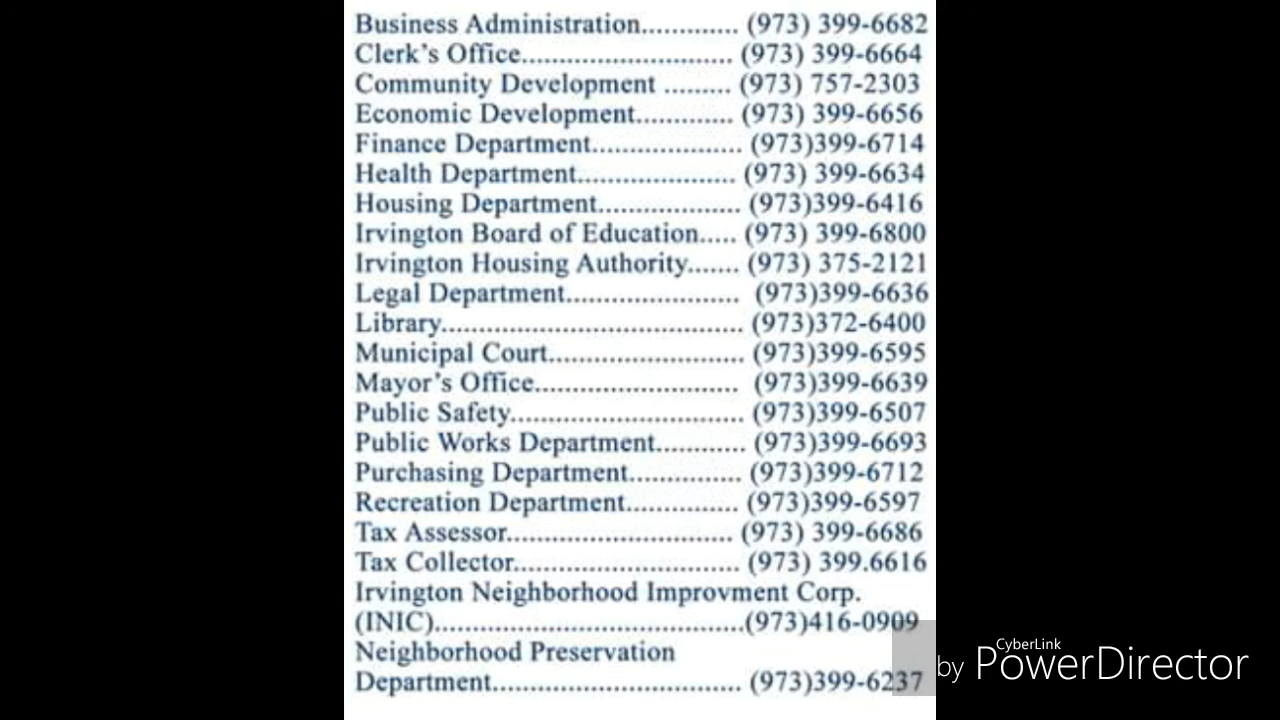 Business Administration............. (973) 399-6682
Clerk's Office............................. (973) 399-6664
Community Development ......... (973) 757-2303
Economic Development............. (973) 399-6656
Finance Department.................... (973)399-6714
Health Department...................... (973) 399-6634
Housing Department................... (973)399-6416
Irvington Board of Education..... (973) 399-6800
Irvington Housing Authority....... (973) 375-2121
Legal Department........................ (973)399-6636
Library.......................................... (973)372-6400
Municipal Court........................... (973)399-6595
Mayor's Office............................ (973)399-6639
Public Safety................................ (973)399-6507
Public Works Department............ (973)399-6693
Purchasing Department................ (973)399-6712
Recreation Department................ (973)399-6597
Tax Assessor............................... (973) 399-6686
Tax Collector............................... (973) 399.6616
Irvington Neighborhood Improvment Corp.
(INIC)...........................................(973)416-0909
Neighborhood Preservation
Department.................................. (973)399-6237
CyberLink
by PowerDirector